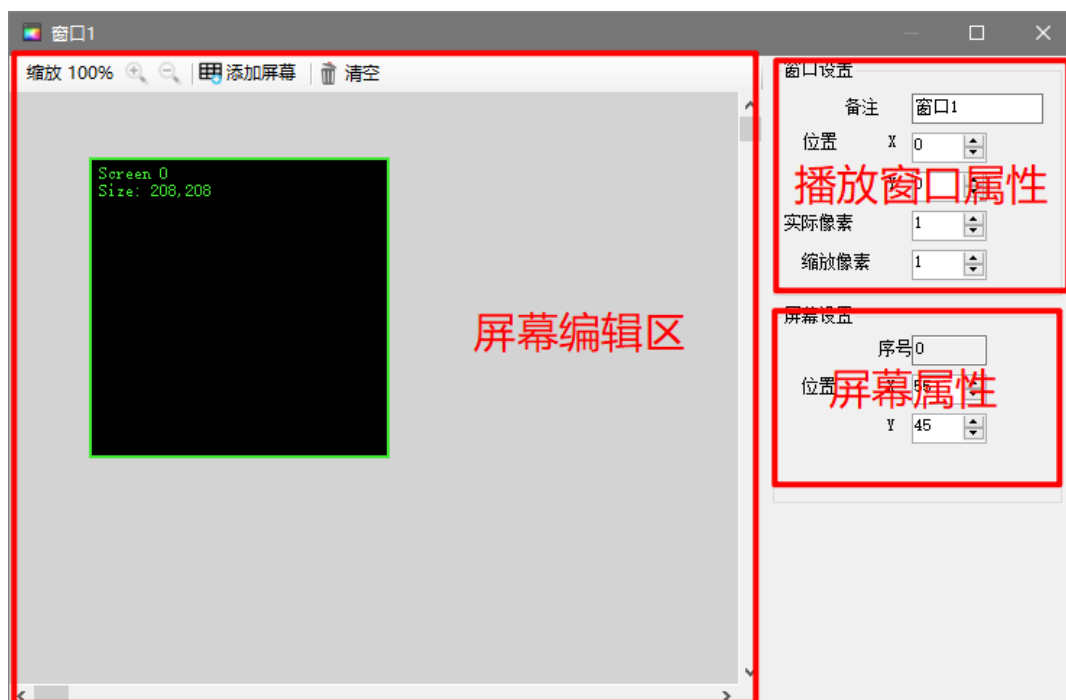 窗口1
缩放 100% 添加屏幕 清空
Screen 0
Size: 208,208
屏幕编辑区
窗口设置
备注 窗口1
位置 X 0
Y 0
播放窗口属性
实际像素 1
缩放像素 1
屏幕设置
序号 0
位置 X 55
屏幕属性
Y 45